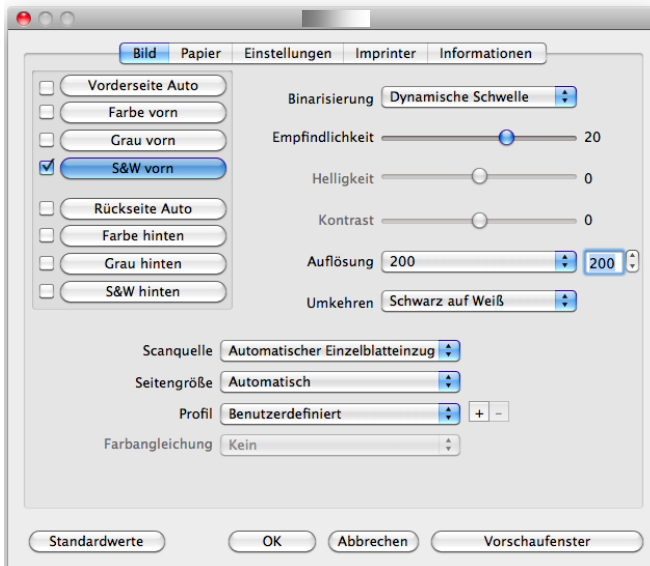 Bild Papier Einstellungen Imprinter Informationen
Vorderseite Auto
Farbe vorn
Grau vorn
S&W vorn
Rückseite Auto
Farbe hinten
Grau hinten
S&W hinten
Binarisierung Dynamische Schwelle
Empfindlichkeit 20
Helligkeit 0
Kontrast 0
Auflösung 200 200
Umkehren Schwarz auf Weiß
Scanquelle Automatischer Einzelblatteinzug
Seitengröße Automatisch
Profil Benutzerdefiniert + -
Farbangleichung Kein
Standardwerte OK Abbrechen Vorschaufenster